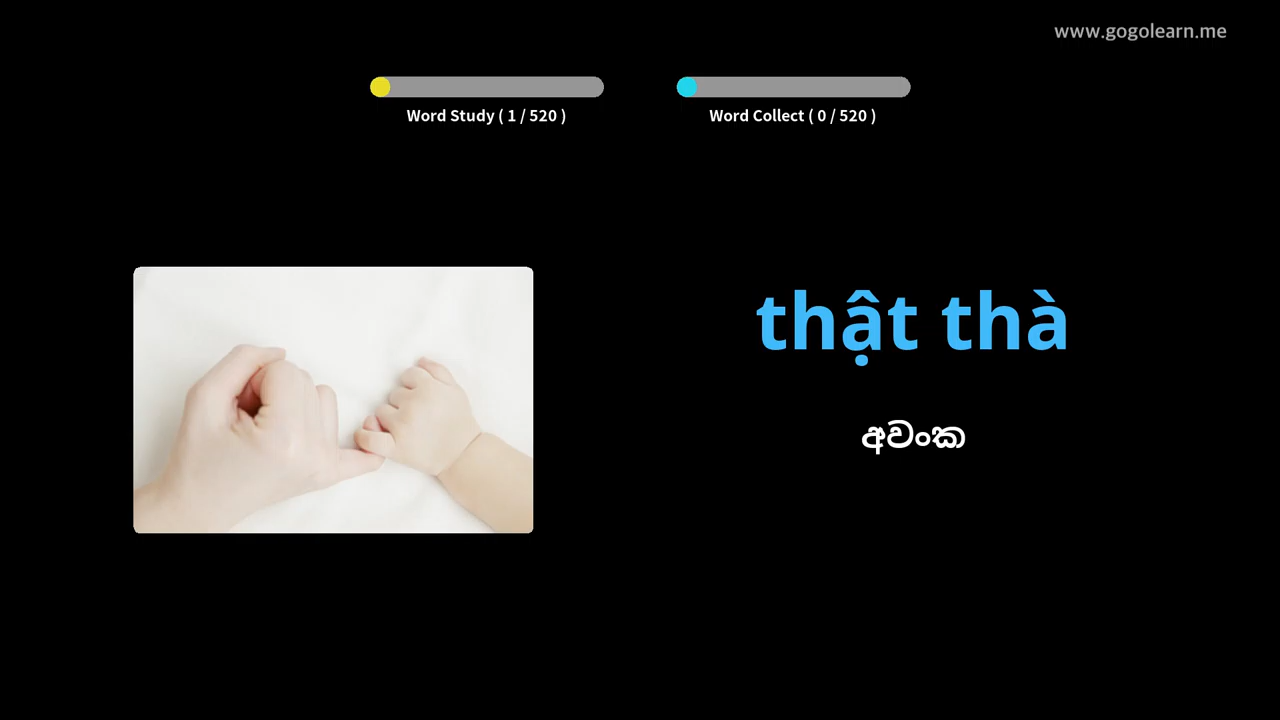 www.gogolearn.me
Word Study ( 1 / 520 )
Word Collect ( 0 / 520 )
thật thà
අවංක